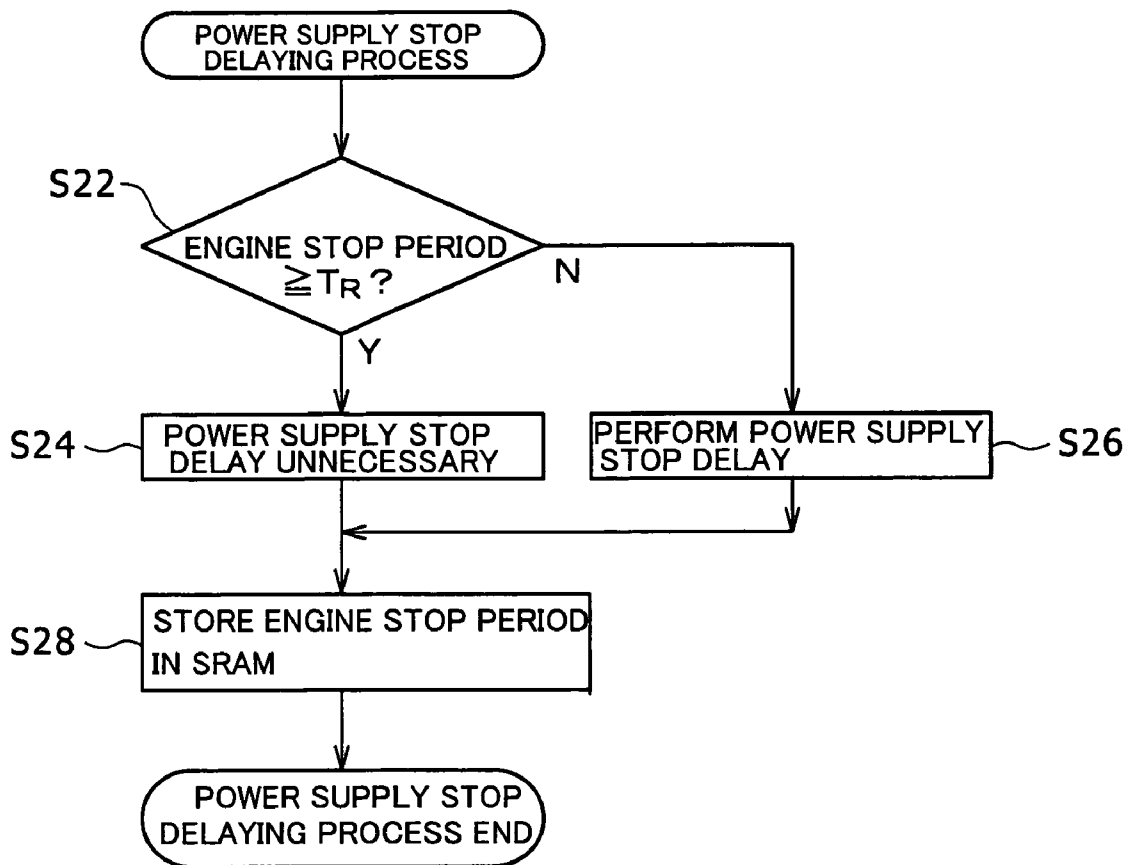 POWER SUPPLY STOP
DELAYING PROCESS
S22
ENGINE STOP PERIOD
≧TR?
N
Y
S24
POWER SUPPLY STOP
DELAY UNNECESSARY
PERFORM POWER SUPPLY
STOP DELAY
S26
S28
STORE ENGINE STOP PERIOD
IN SRAM
POWER SUPPLY STOP
DELAYING PROCESS END